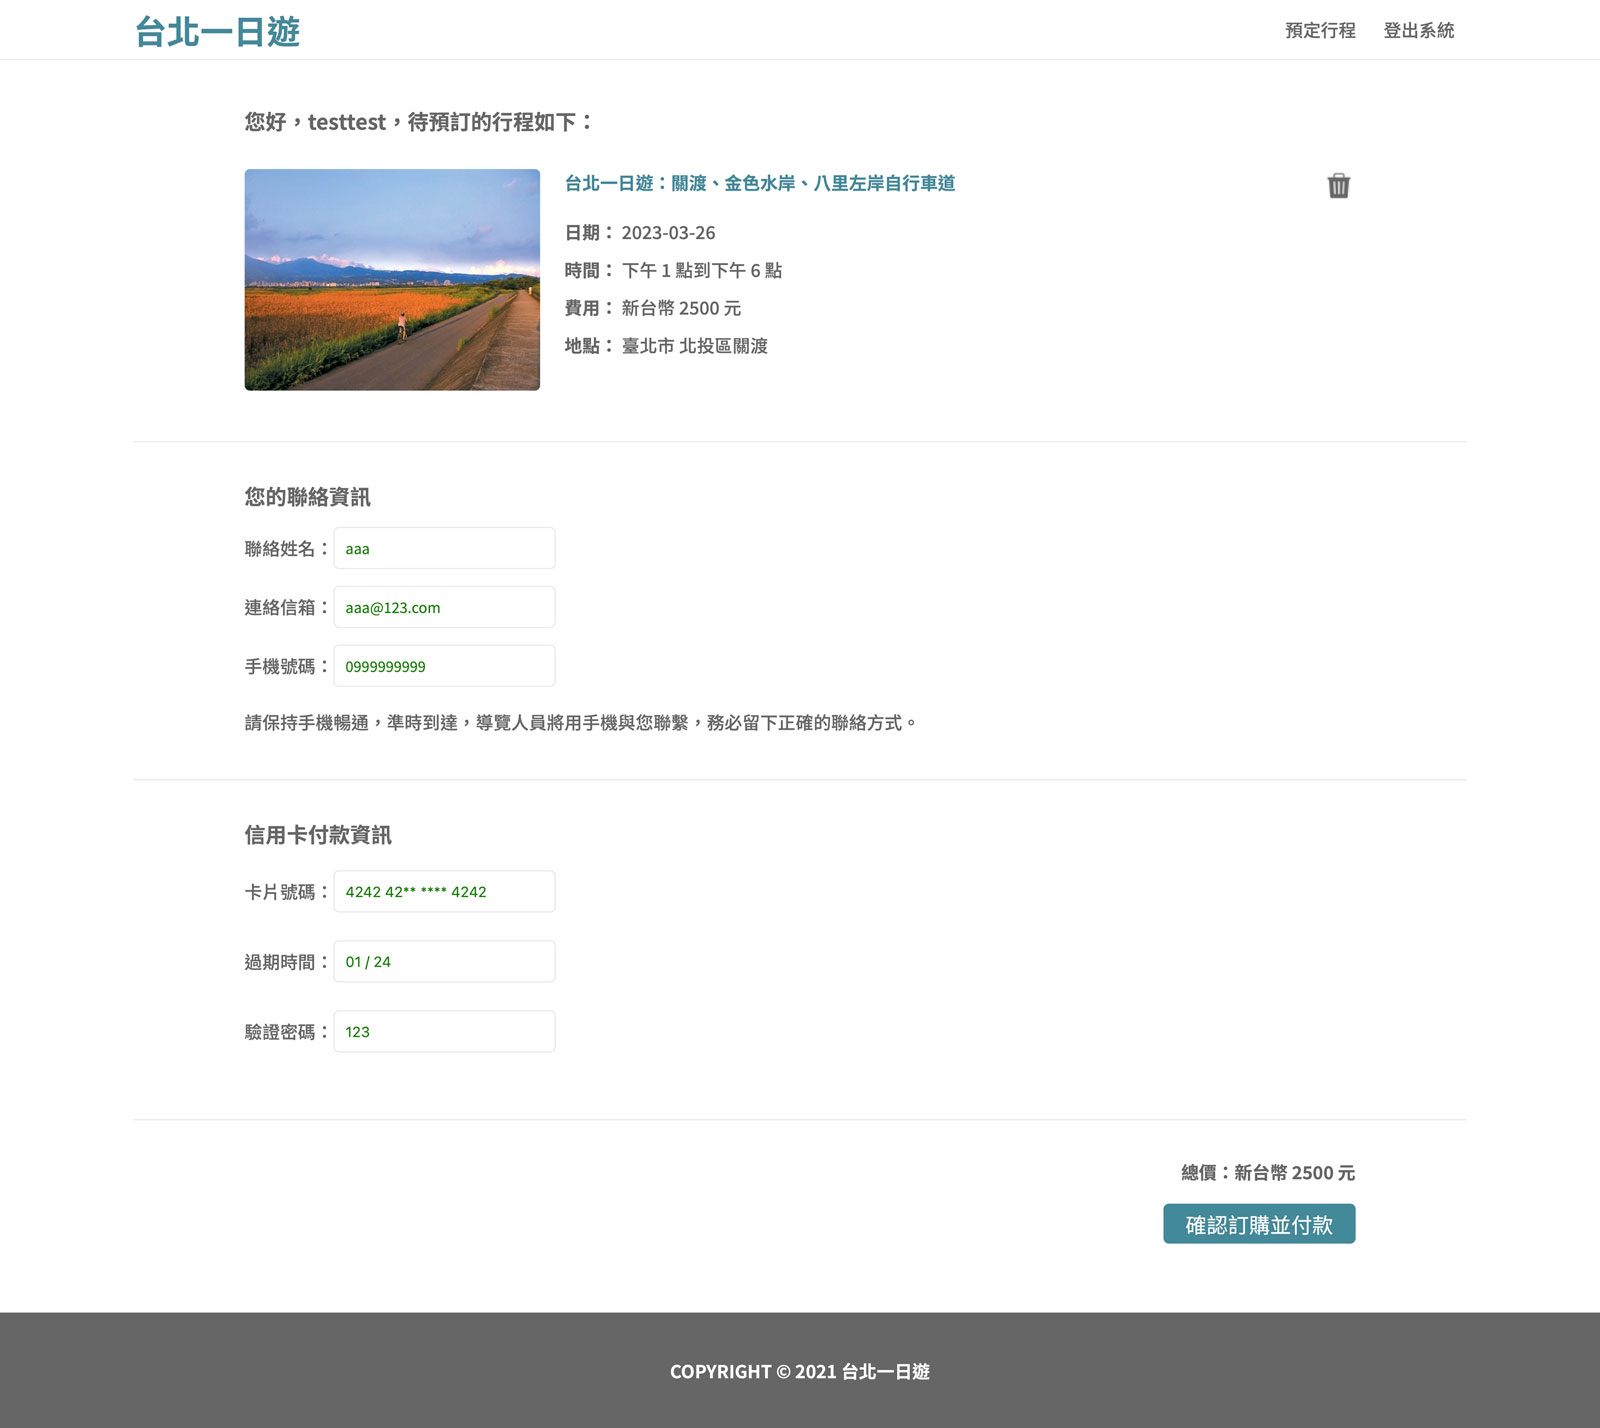 台北一日遊
預定行程 登出系統
您好，testtest，待預訂的行程如下：
台北一日遊：關渡、金色水岸、八里左岸自行車道
日期： 2023-03-26
時間： 下午 1 點到下午 6 點
費用： 新台幣 2500 元
地點： 臺北市 北投區關渡
您的聯絡資訊
聯絡姓名： aaa
連絡信箱： aaa@123.com
手機號碼： 0999999999
請保持手機暢通，準時到達，導覽人員將用手機與您聯繫，務必留下正確的聯絡方式。
信用卡付款資訊
卡片號碼： 4242 42** **** 4242
過期時間： 01 / 24
驗證密碼： 123
總價：新台幣 2500 元
確認訂購並付款
COPYRIGHT © 2021 台北一日遊